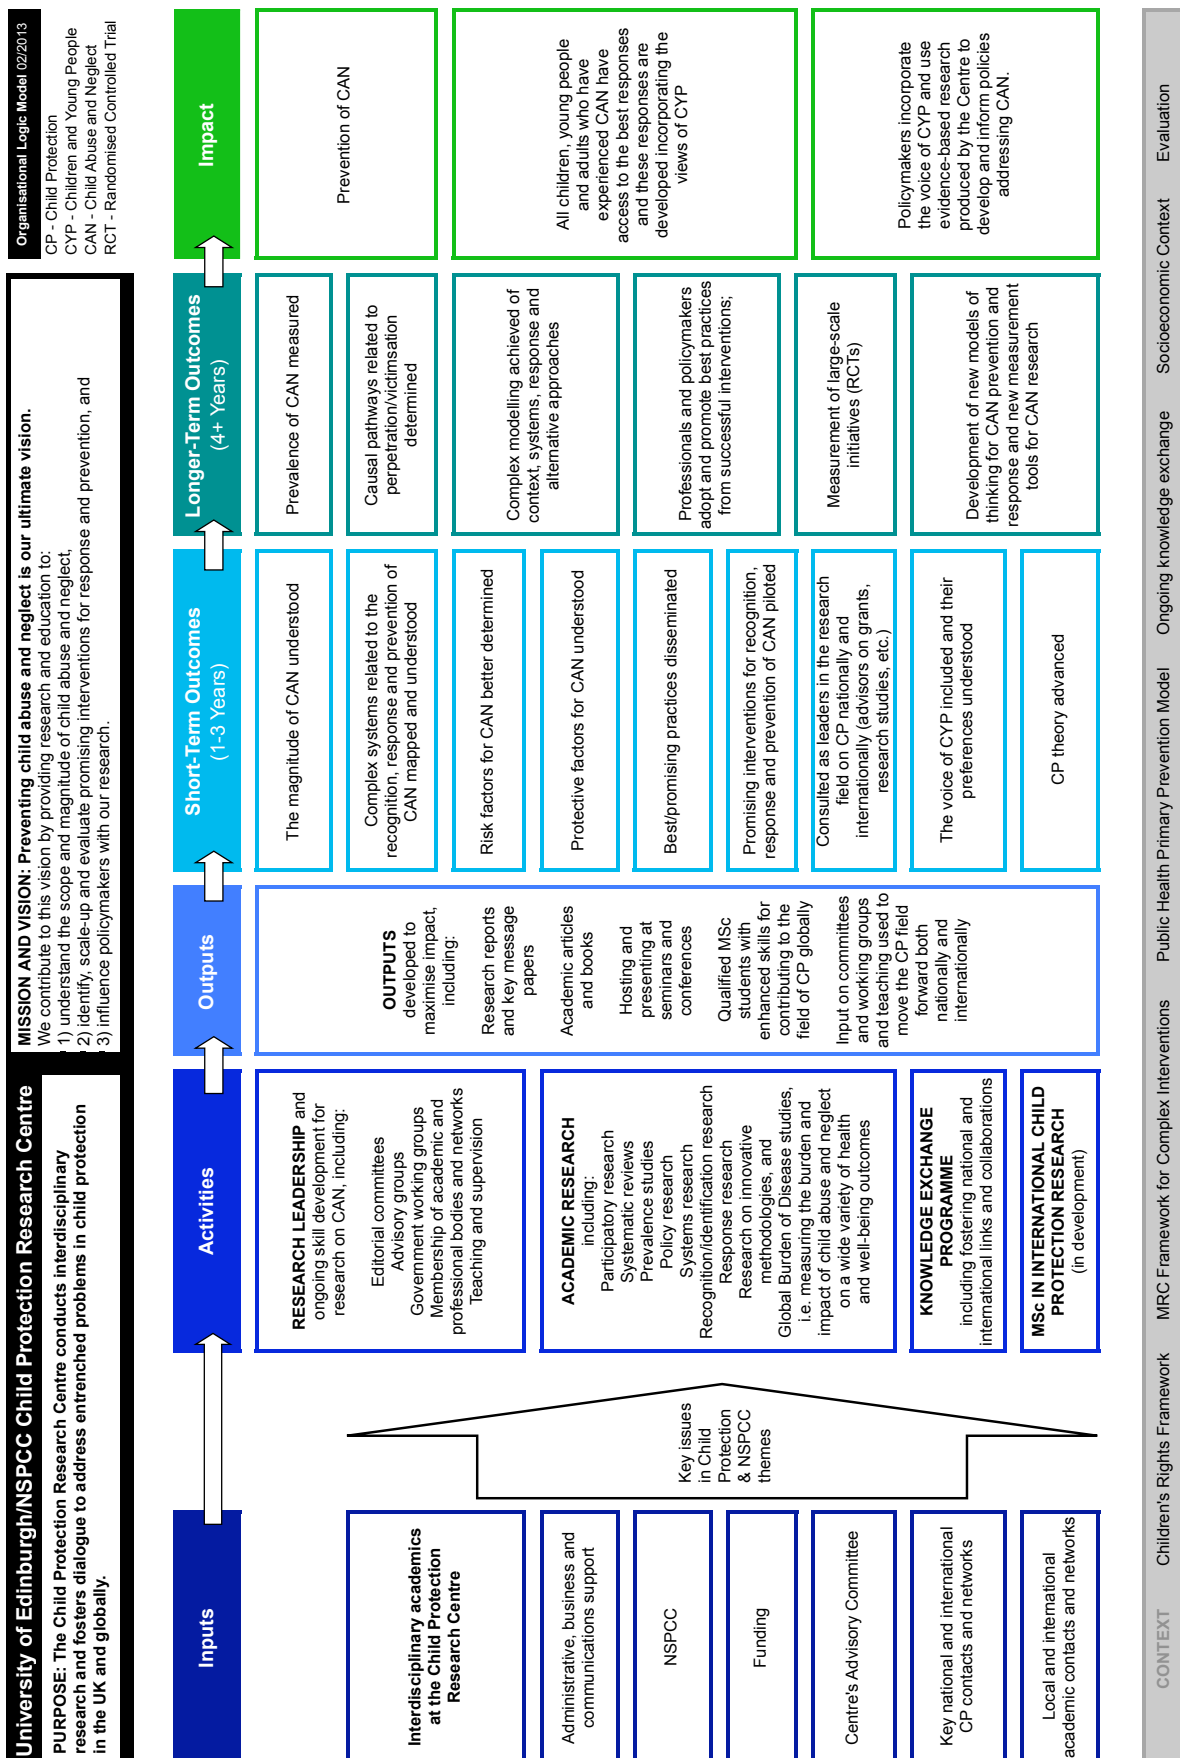 University of Edinburgh/NSPCC Child Protection Research Centre
PURPOSE: The Child Protection Research Centre conducts interdisciplinary
research and fosters dialogue to address entrenched problems in child protection
in the UK and globally.
MISSION AND VISION: Preventing child abuse and neglect is our ultimate vision.
We contribute to this vision by providing research and education to:
1) understand the scope and magnitude of child abuse and neglect,
2) identify, scale-up and evaluate promising interventions for response and prevention, and
3) influence policymakers with our research.
Organisational Logic Model 02/2013
CP - Child Protection
CYP - Children and Young People
CAN - Child Abuse and Neglect
RCT - Randomised Controlled Trial
Inputs
Interdisciplinary academics
at the Child Protection
Research Centre
Administrative, business and
communications support
NSPCC
Funding
Centre's Advisory Committee
Key national and international
CP contacts and networks
Local and international
academic contacts and networks
Key issues
in Child
Protection
& NSPCC
themes
Activities
RESEARCH LEADERSHIP and
ongoing skill development for
research on CAN, including:
Editorial committees
Advisory groups
Government working groups
Membership of academic and
professional bodies and networks
Teaching and supervision
ACADEMIC RESEARCH
including:
Participatory research
Systematic reviews
Prevalence studies
Policy research
Systems research
Recognition/identification research
Response research
Research on innovative
methodologies, and
Global Burden of Disease studies,
i.e. measuring the burden and
impact of child abuse and neglect
on a wide variety of health
and well-being outcomes
KNOWLEDGE EXCHANGE
PROGRAMME
including fostering national and
international links and collaborations
MSc IN INTERNATIONAL CHILD
PROTECTION RESEARCH
(in development)
Outputs
OUTPUTS
developed to
maximise impact,
including:
Research reports
and key message
papers
Academic articles
and books
Hosting and
presenting at
seminars and
conferences
Qualified MSc
students with
enhanced skills for
contributing to the
field of CP globally
Input on committees
and working groups
and teaching used to
move the CP field
forward both
nationally and
internationally
Short-Term Outcomes
(1-3 Years)
The magnitude of CAN understood
Complex systems related to the
recognition, response and prevention of
CAN mapped and understood
Risk factors for CAN better determined
Protective factors for CAN understood
Best/promising practices disseminated
Promising interventions for recognition,
response and prevention of CAN piloted
Consulted as leaders in the research
field on CP nationally and
internationally (advisors on grants,
research studies, etc.)
The voice of CYP included and their
preferences understood
CP theory advanced
Longer-Term Outcomes
(4+ Years)
Prevalence of CAN measured
Causal pathways related to
perpetration/victimsation
determined
Complex modelling achieved of
context, systems, response and
alternative approaches
Professionals and policymakers
adopt and promote best practices
from successful interventions;
Measurement of large-scale
initiatives (RCTs)
Development of new models of
thinking for CAN prevention and
response and new measurement
tools for CAN research
Impact
Prevention of CAN
All children, young people
and adults who have
experienced CAN have
access to the best responses
and these responses are
developed incorporating the
views of CYP
Policymakers incorporate
the voice of CYP and use
evidence-based research
produced by the Centre to
develop and inform policies
addressing CAN.
CONTEXT Children's Rights Framework MRC Framework for Complex Interventions Public Health Primary Prevention Model Ongoing knowledge exchange Socioeconomic Context Evaluation